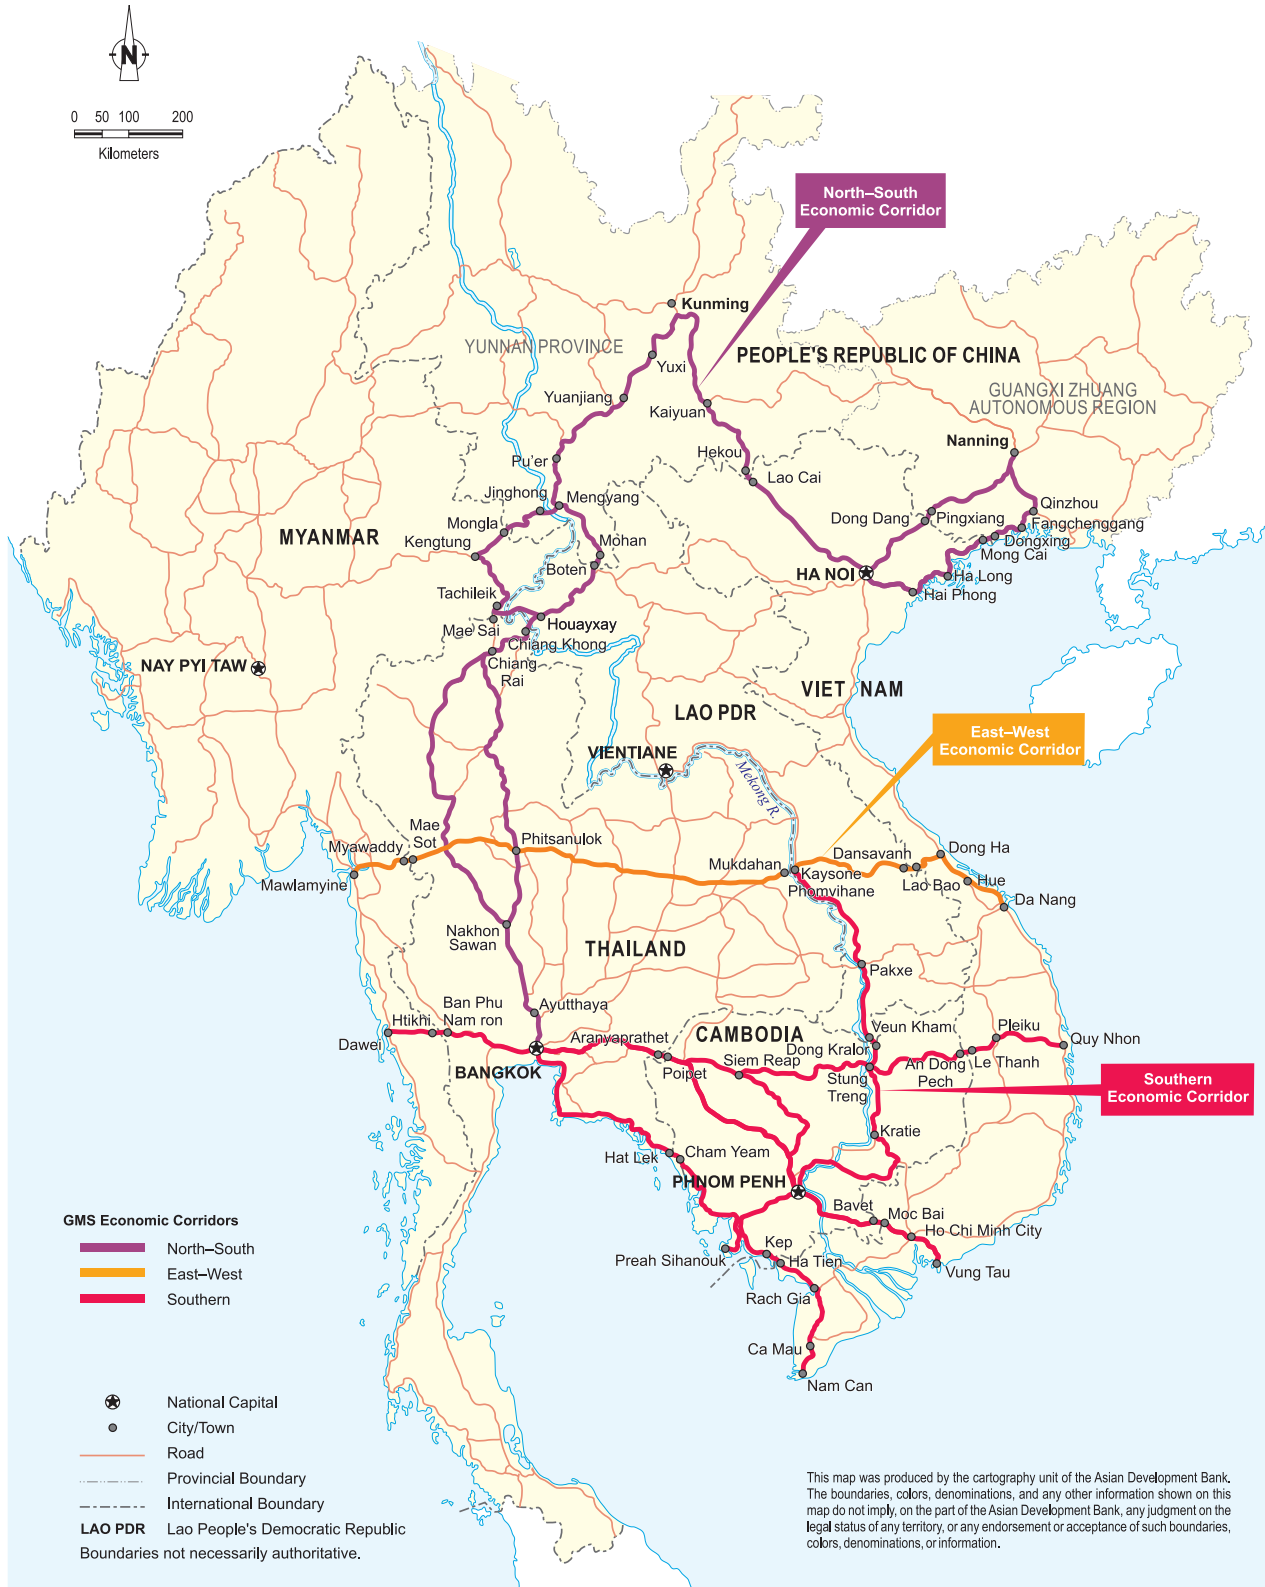 N
0 50 100 200
Kilometers
North–South
Economic Corridor
Kunming
YUNNAN PROVINCE
PEOPLE'S REPUBLIC OF CHINA
Yuxi
GUANGXI ZHUANG
AUTONOMOUS REGION
Yuanjiang
Kaiyuan
Nanning
Hekou
Pu'er
Lao Cai
Jinghong
Mengyang
Qinzhou
Mongla
Dong Dang
Pingxiang
Fangchenggang
MYANMAR
Kengtung
Mohan
Dongxing
Mong Cai
Boten
HA NOI
Ha Long
Tachileik
Hai Phong
Mae Sai
Houayxay
Chiang Khong
Chiang
Rai
NAY PYI TAW
VIET NAM
LAO PDR
East–West
Economic Corridor
VIENTIANE
Mekong R.
Mae
Sot
Phitsanulok
Myawaddy
Dansavanh
Dong Ha
Mukdahan
Kaysone
Phomvihane
Mawlamyine
Lao Bao
Hue
Da Nang
Nakhon
Sawan
THAILAND
Pakxe
Ban Phu
Nam ron
Ayutthaya
Htikhi
Dawei
Aranyaprathet
CAMBODIA
Veun Kham
Pleiku
Quy Nhon
Dong Kralor
BANGKOK
Poipet
Siem Reap
Stung
Treng
An Dong
Pech
Le Thanh
Southern
Economic Corridor
Kratie
Hat Lek
Cham Yeam
PHNOM PENH
Bavet
Moc Bai
Ho Chi Minh City
Kep
Preah Sihanouk
Ha Tien
Vung Tau
Rach Gia
Ca Mau
Nam Can
GMS Economic Corridors
North–South
East–West
Southern
National Capital
City/Town
Road
Provincial Boundary
International Boundary
LAO PDR Lao People's Democratic Republic
Boundaries not necessarily authoritative.
This map was produced by the cartography unit of the Asian Development Bank.
The boundaries, colors, denominations, and any other information shown on this
map do not imply, on the part of the Asian Development Bank, any judgment on the
legal status of any territory, or any endorsement or acceptance of such boundaries,
colors, denominations, or information.